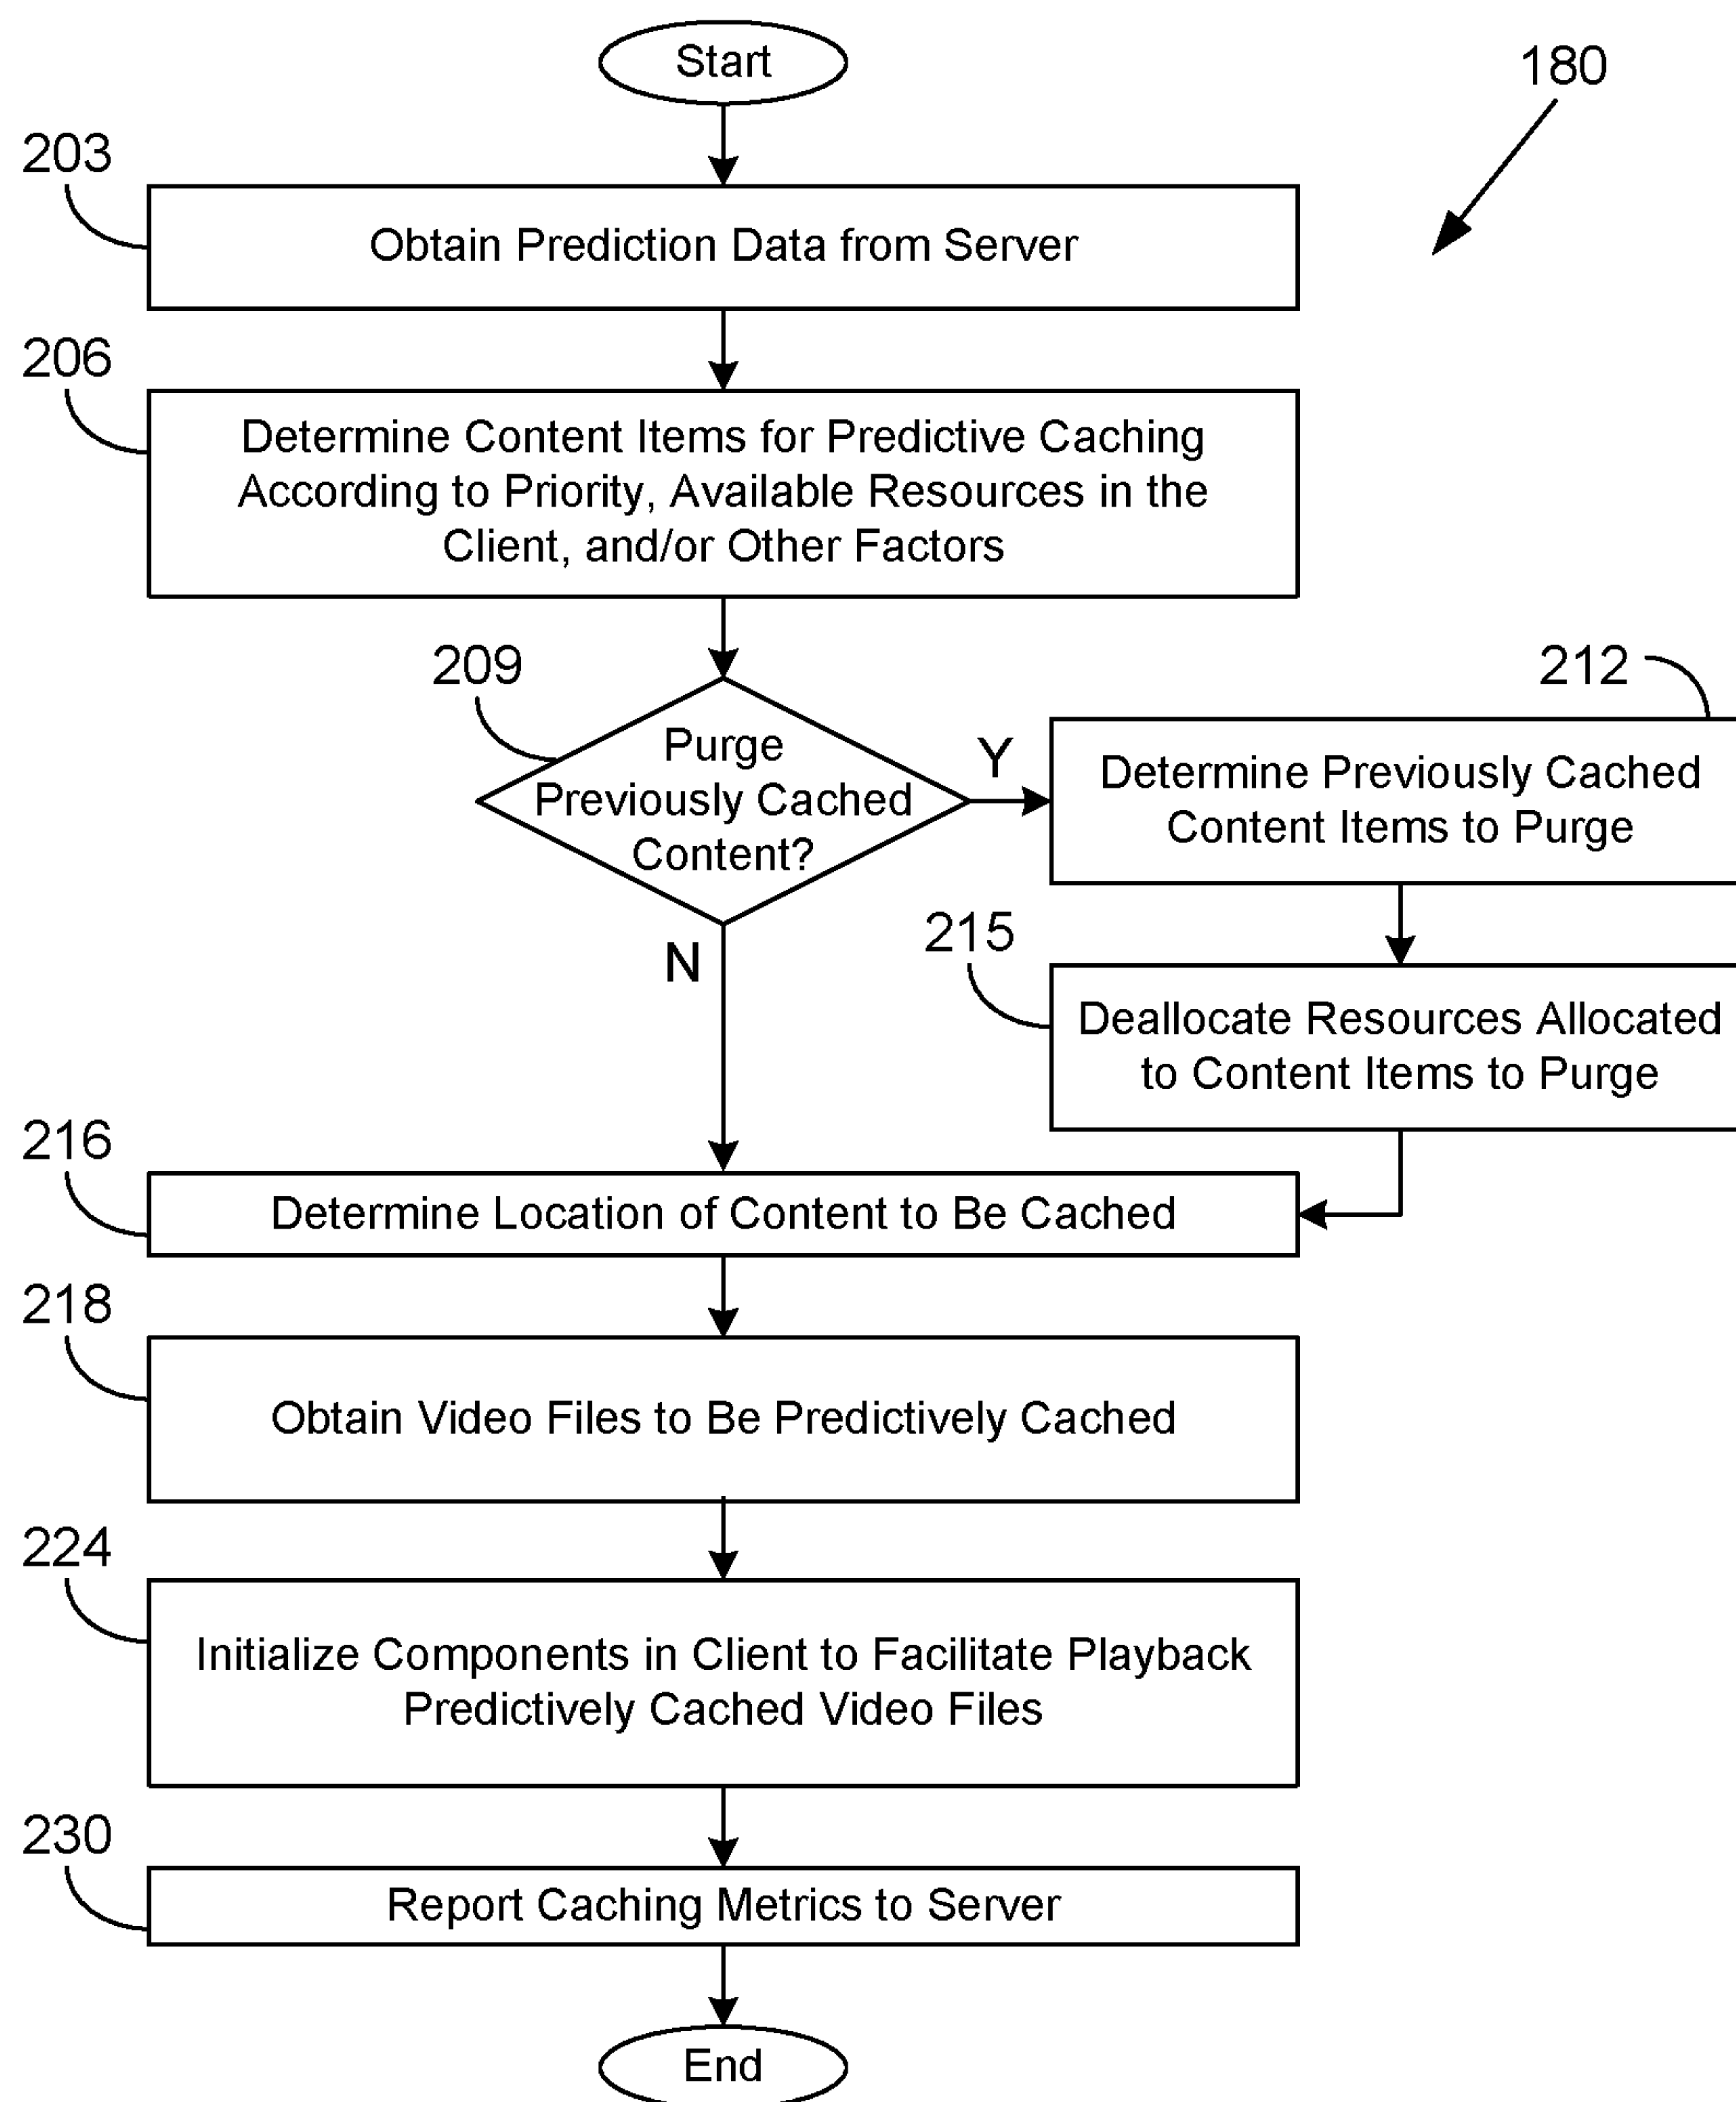 Start
180
203
Obtain Prediction Data from Server
206
Determine Content Items for Predictive Caching
According to Priority, Available Resources in the
Client, and/or Other Factors
209
Purge
Previously Cached
Content?
Y
N
212
Determine Previously Cached
Content Items to Purge
215
Deallocate Resources Allocated
to Content Items to Purge
216
Determine Location of Content to Be Cached
218
Obtain Video Files to Be Predictively Cached
224
Initialize Components in Client to Facilitate Playback
Predictively Cached Video Files
230
Report Caching Metrics to Server
End